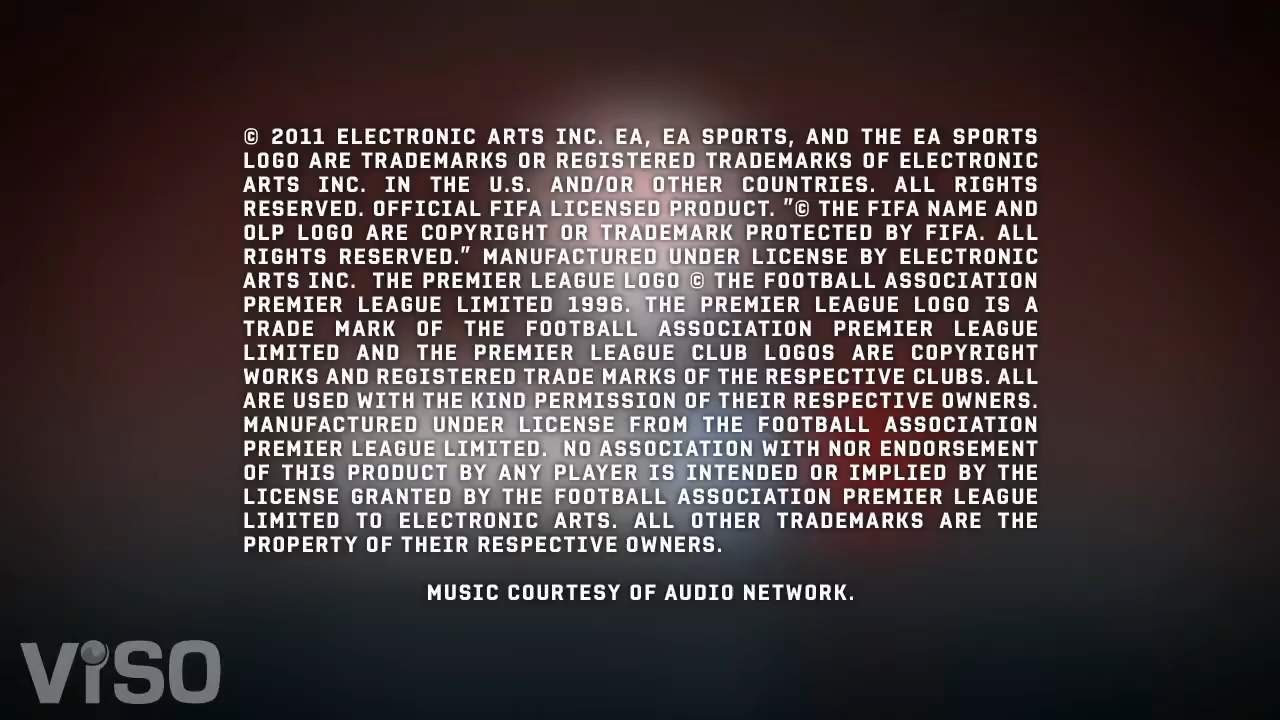 © 2011 ELECTRONIC ARTS INC. EA, EA SPORTS, AND THE EA SPORTS
LOGO ARE TRADEMARKS OR REGISTERED TRADEMARKS OF ELECTRONIC
ARTS INC. IN THE U.S. AND/OR OTHER COUNTRIES. ALL RIGHTS
RESERVED. OFFICIAL FIFA LICENSED PRODUCT. "© THE FIFA NAME AND
OLP LOGO ARE COPYRIGHT OR TRADEMARK PROTECTED BY FIFA. ALL
RIGHTS RESERVED." MANUFACTURED UNDER LICENSE BY ELECTRONIC
ARTS INC. THE PREMIER LEAGUE LOGO © THE FOOTBALL ASSOCIATION
PREMIER LEAGUE LIMITED 1996. THE PREMIER LEAGUE LOGO IS A
TRADE MARK OF THE FOOTBALL ASSOCIATION PREMIER LEAGUE
LIMITED AND THE PREMIER LEAGUE CLUB LOGOS ARE COPYRIGHT
WORKS AND REGISTERED TRADE MARKS OF THE RESPECTIVE CLUBS. ALL
ARE USED WITH THE KIND PERMISSION OF THEIR RESPECTIVE OWNERS.
MANUFACTURED UNDER LICENSE FROM THE FOOTBALL ASSOCIATION
PREMIER LEAGUE LIMITED. NO ASSOCIATION WITH NOR ENDORSEMENT
OF THIS PRODUCT BY ANY PLAYER IS INTENDED OR IMPLIED BY THE
LICENSE GRANTED BY THE FOOTBALL ASSOCIATION PREMIER LEAGUE
LIMITED TO ELECTRONIC ARTS. ALL OTHER TRADEMARKS ARE THE
PROPERTY OF THEIR RESPECTIVE OWNERS.
MUSIC COURTESY OF AUDIO NETWORK.
ViSO